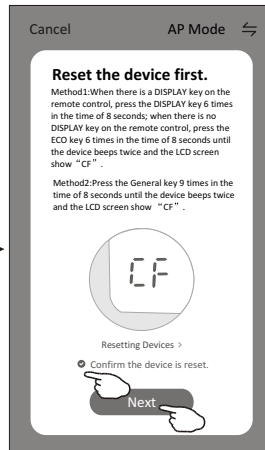 Cancel AP Mode
Reset the device first.
Method1:When there is a DISPLAY key on the
remote control, press the DISPLAY key 6 times
in the time of 8 seconds; when there is no
DISPLAY key on the remote control, press the
ECO key 6 times in the time of 8 seconds until
the device beeps twice and the LCD screen
show “CF”.
Method2:Press the General key 9 times in the
time of 8 seconds until the device beeps twice
and the LCD screen show “CF”.
CF
Resetting Devices >
Confirm the device is reset.
Next